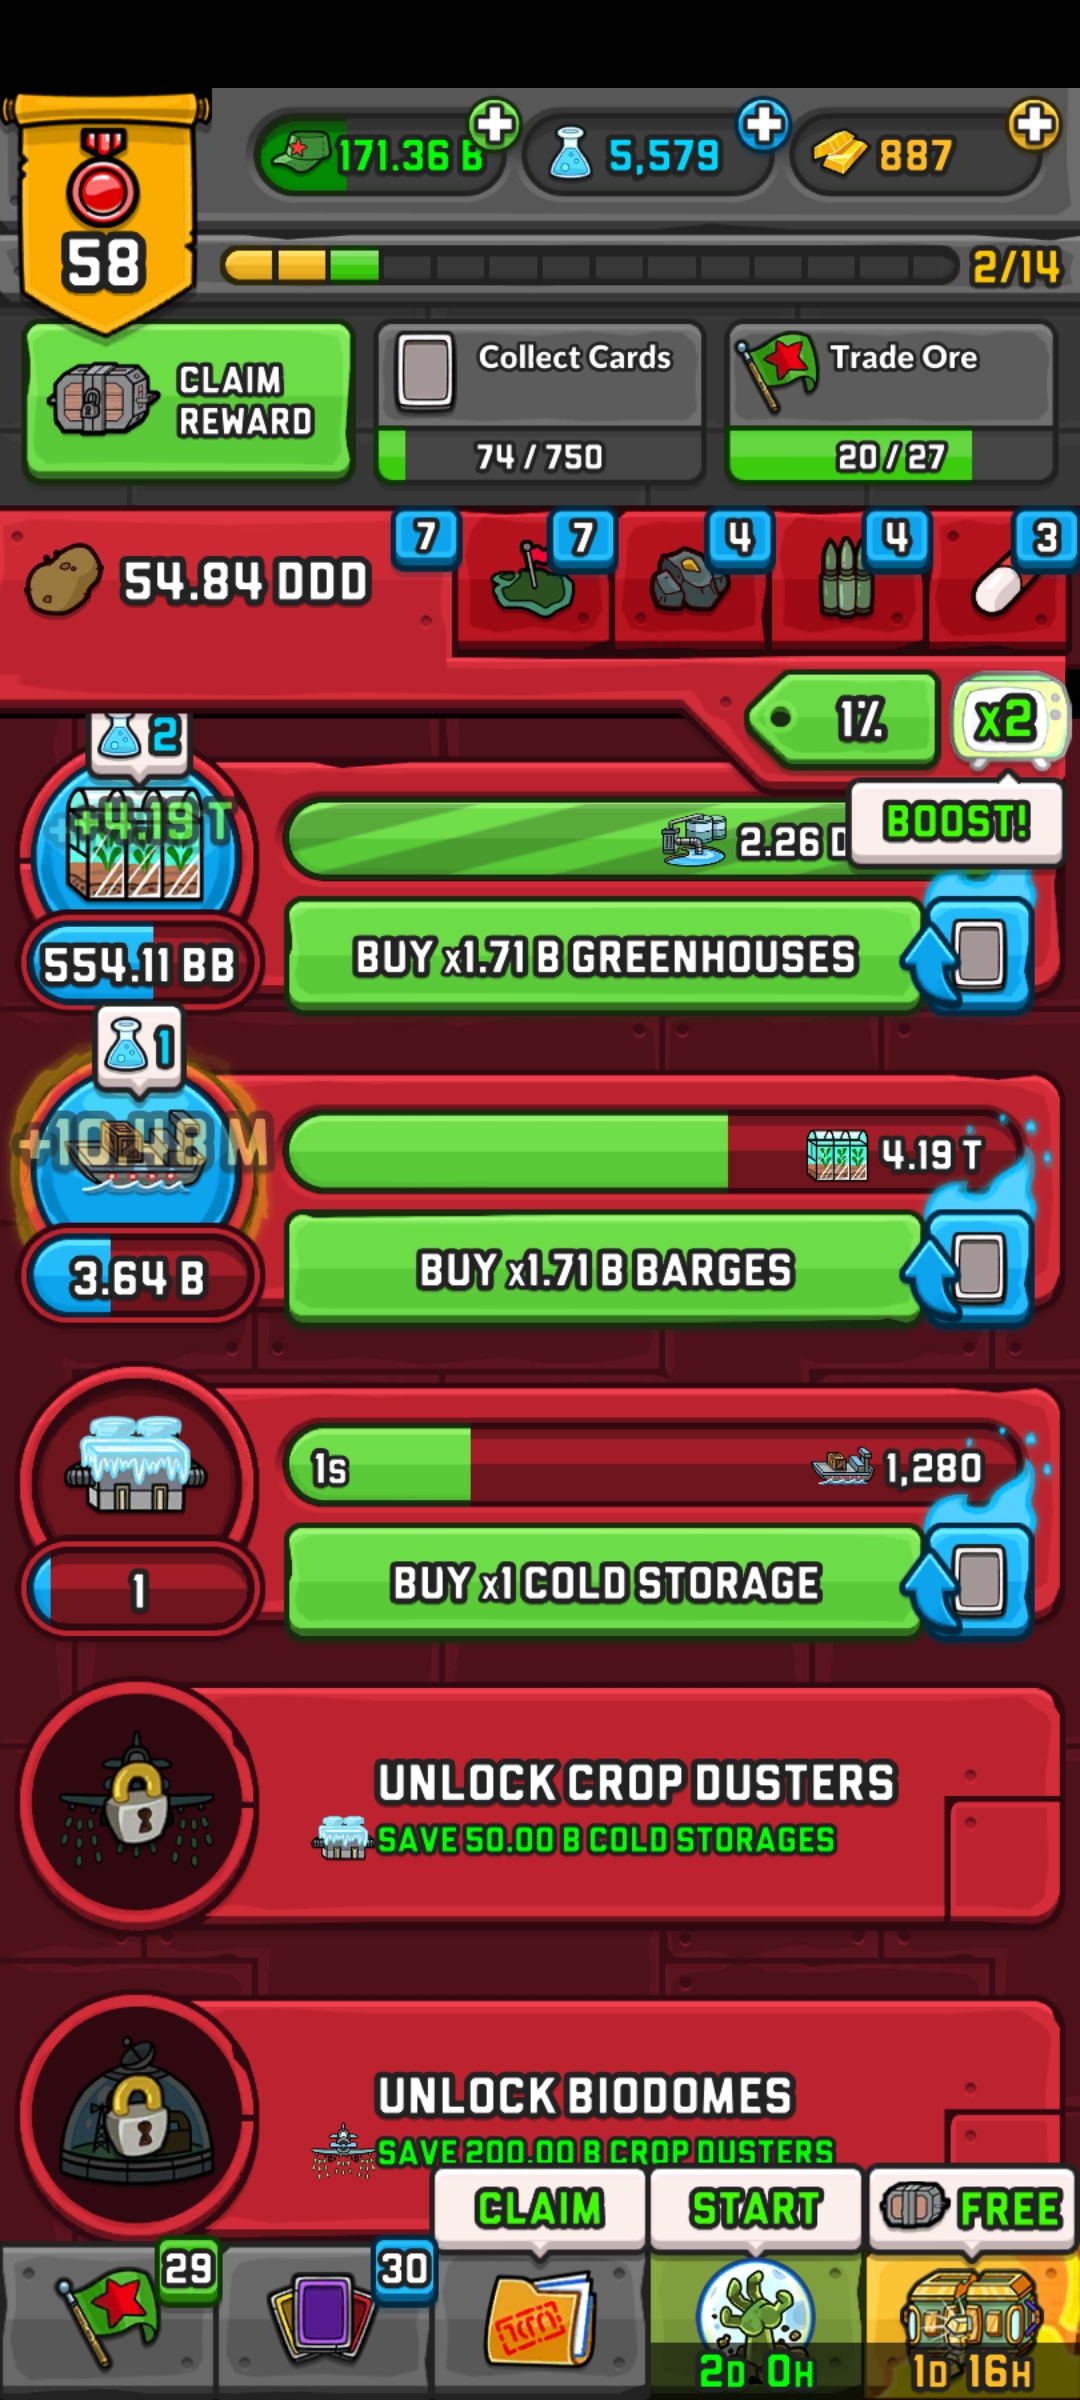 171.36 B
5,579
887
58
2/14
CLAIM
REWARD
Collect Cards
74 / 750
Trade Ore
20 / 27
54.84 DDD
7
7
4
4
3
1%
x2
BOOST!
2
+4.19 T
2.26
554.11 BB
BUY x1.71 B GREENHOUSES
1
+10.48 M
4.19 T
3.64 B
BUY x1.71 B BARGES
1s
1,280
1
BUY x1 COLD STORAGE
UNLOCK CROP DUSTERS
SAVE 50.00 B COLD STORAGES
UNLOCK BIODOMES
SAVE 200.00 B CROP DUSTERS
CLAIM
START
FREE
29
30
2D 0H
1D 16H